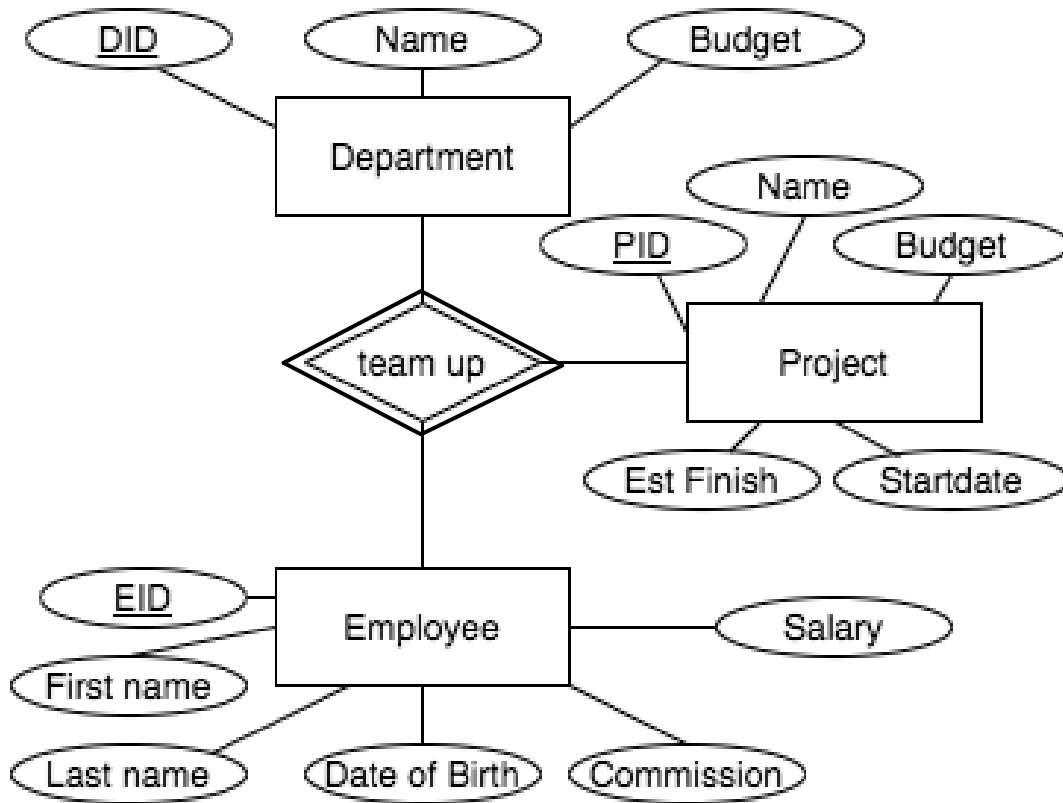 DID
Name
Budget
Department
Name
PID
Budget
team up
Project
Est Finish
Startdate
EID
Employee
Salary
First name
Last name
Date of Birth
Commission